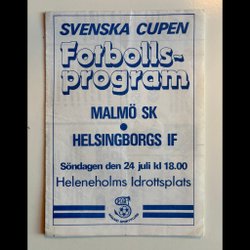 SVENSKA CUPEN
Fotbolls-
program
MALMÖ SK
HELSINGBORGS IF
Söndagen den 24 juli kl 18.00
Heleneholms Idrottsplats